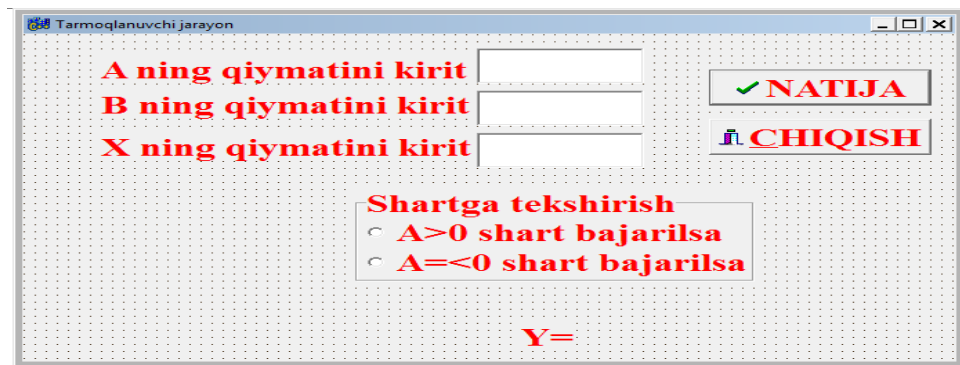 Tarmoqlanuvchi jarayon
A ning qiymatini kirit
B ning qiymatini kirit
X ning qiymatini kirit
NATIJA
CHIQISH
Shartga tekshirish
A>0 shart bajarilsa
A=<0 shart bajarilsa
Y=